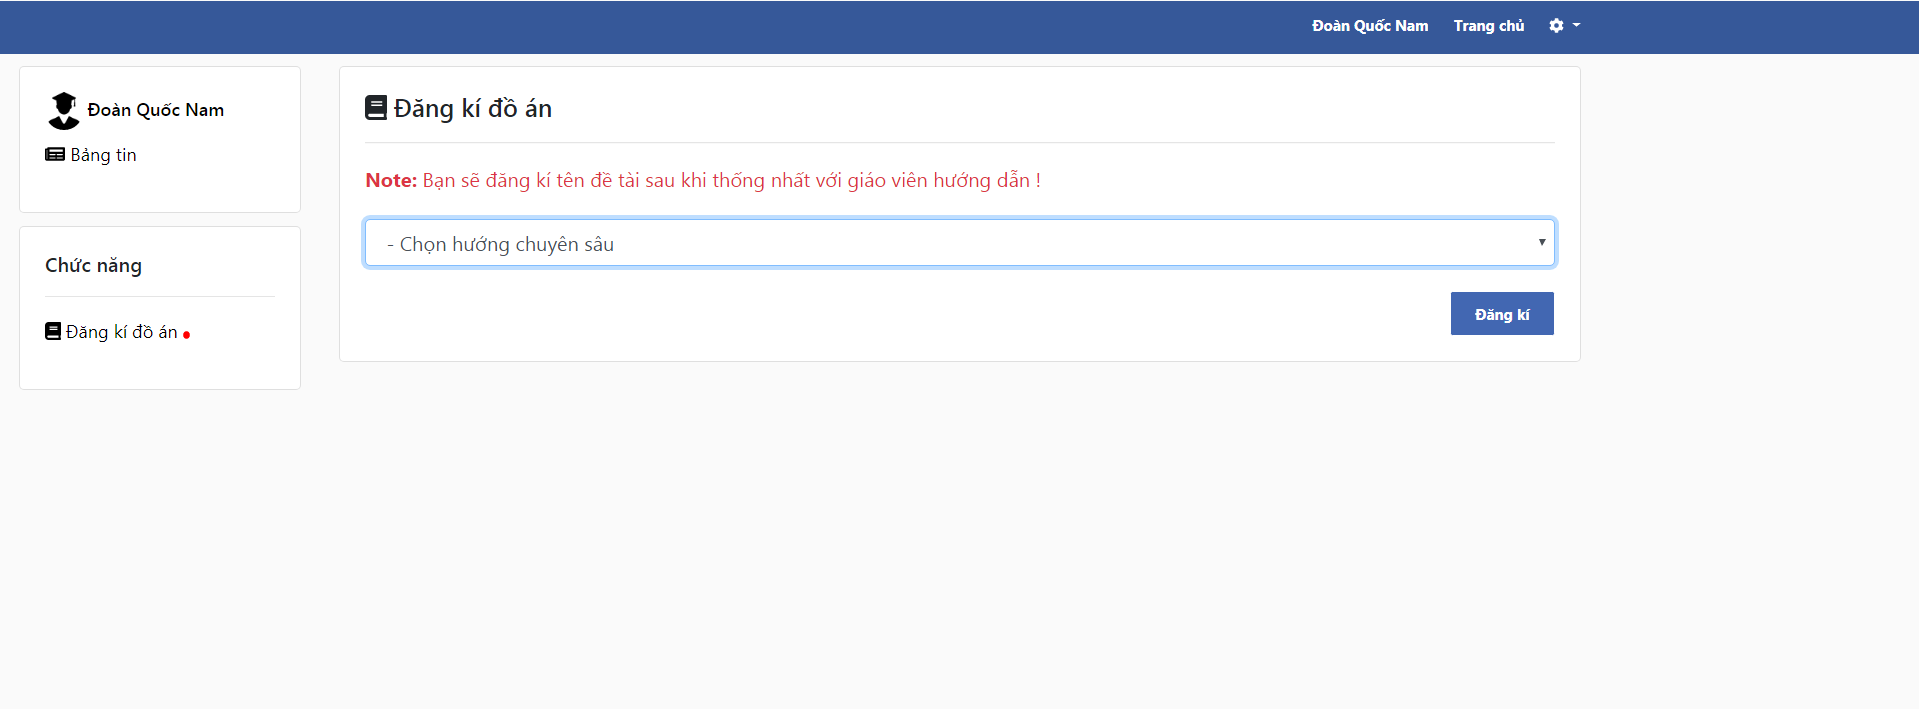 Đoàn Quốc Nam Trang chủ
Đoàn Quốc Nam
Bảng tin
Chức năng
Đăng kí đồ án
Đăng kí đồ án
Note: Bạn sẽ đăng kí tên đề tài sau khi thống nhất với giáo viên hướng dẫn !
- Chọn hướng chuyên sâu
Đăng kí